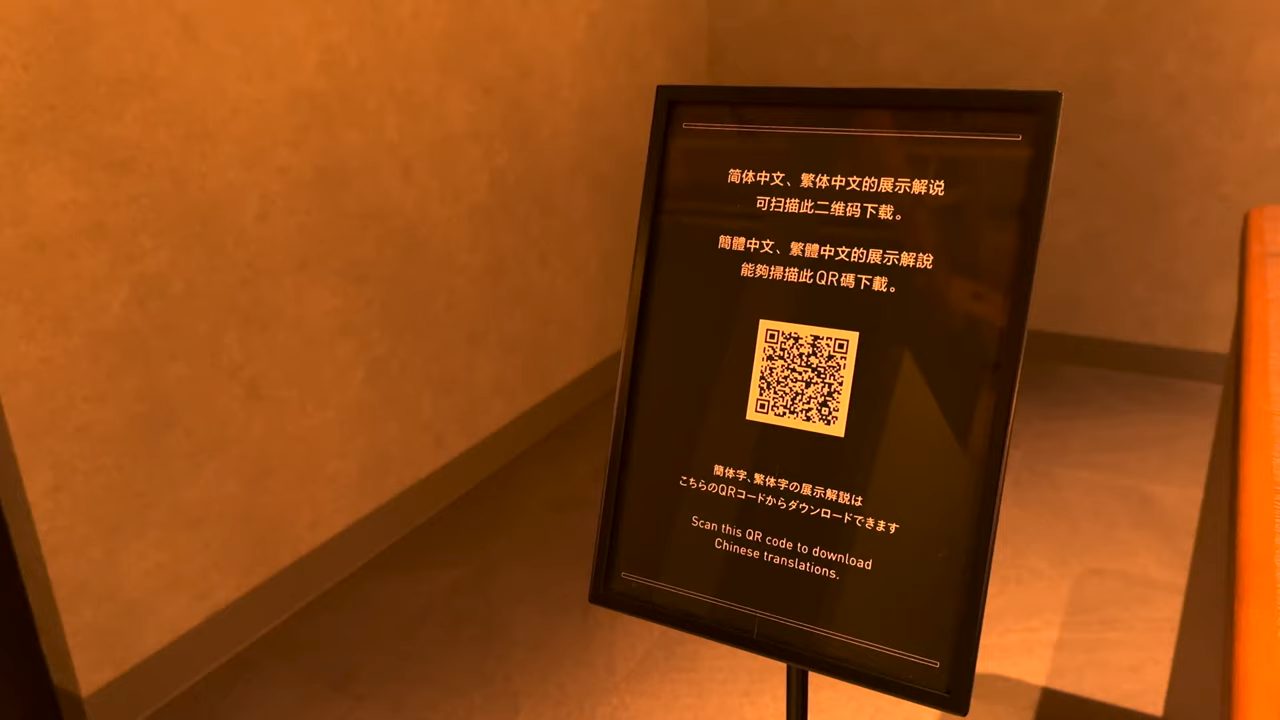 简体中文、繁体中文的展示解说
可扫描此二维码下载。
簡體中文、繁體中文的展示解說
能夠掃描此QR碼下載。
簡体字、繁体字の展示解説は
こちらのQRコードからダウンロードできます
Scan this QR code to download
Chinese translations.